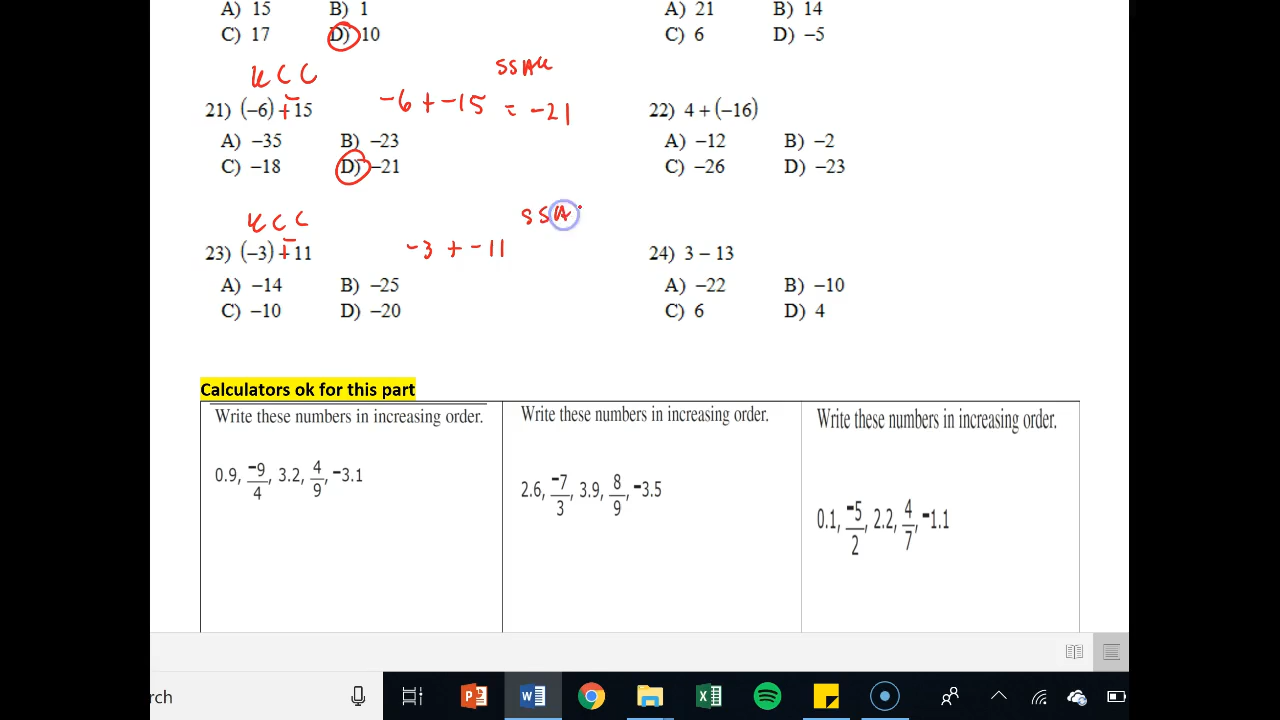 A) 15 B) 1 A) 21 B) 14
C) 17 D) 10 C) 6 D) −5
K C C SSAK
21) (−6) + 15 -6 + -15 = -21 22) 4 + (−16)
A) −35 B) −23 A) −12 B) −2
C) −18 D) −21 C) −26 D) −23
K C C SSA
23) (−3) + 11 -3 + -11 24) 3 − 13
A) −14 B) −25 A) −22 B) −10
C) −10 D) −20 C) 6 D) 4
Calculators ok for this part
Write these numbers in increasing order.
0.9, -9/4, 3.2, 4/9, -3.1
Write these numbers in increasing order.
2.6, -7/3, 3.9, 8/9, -3.5
Write these numbers in increasing order.
0.1, -5/2, 2.2, 4/7, -1.1
rch